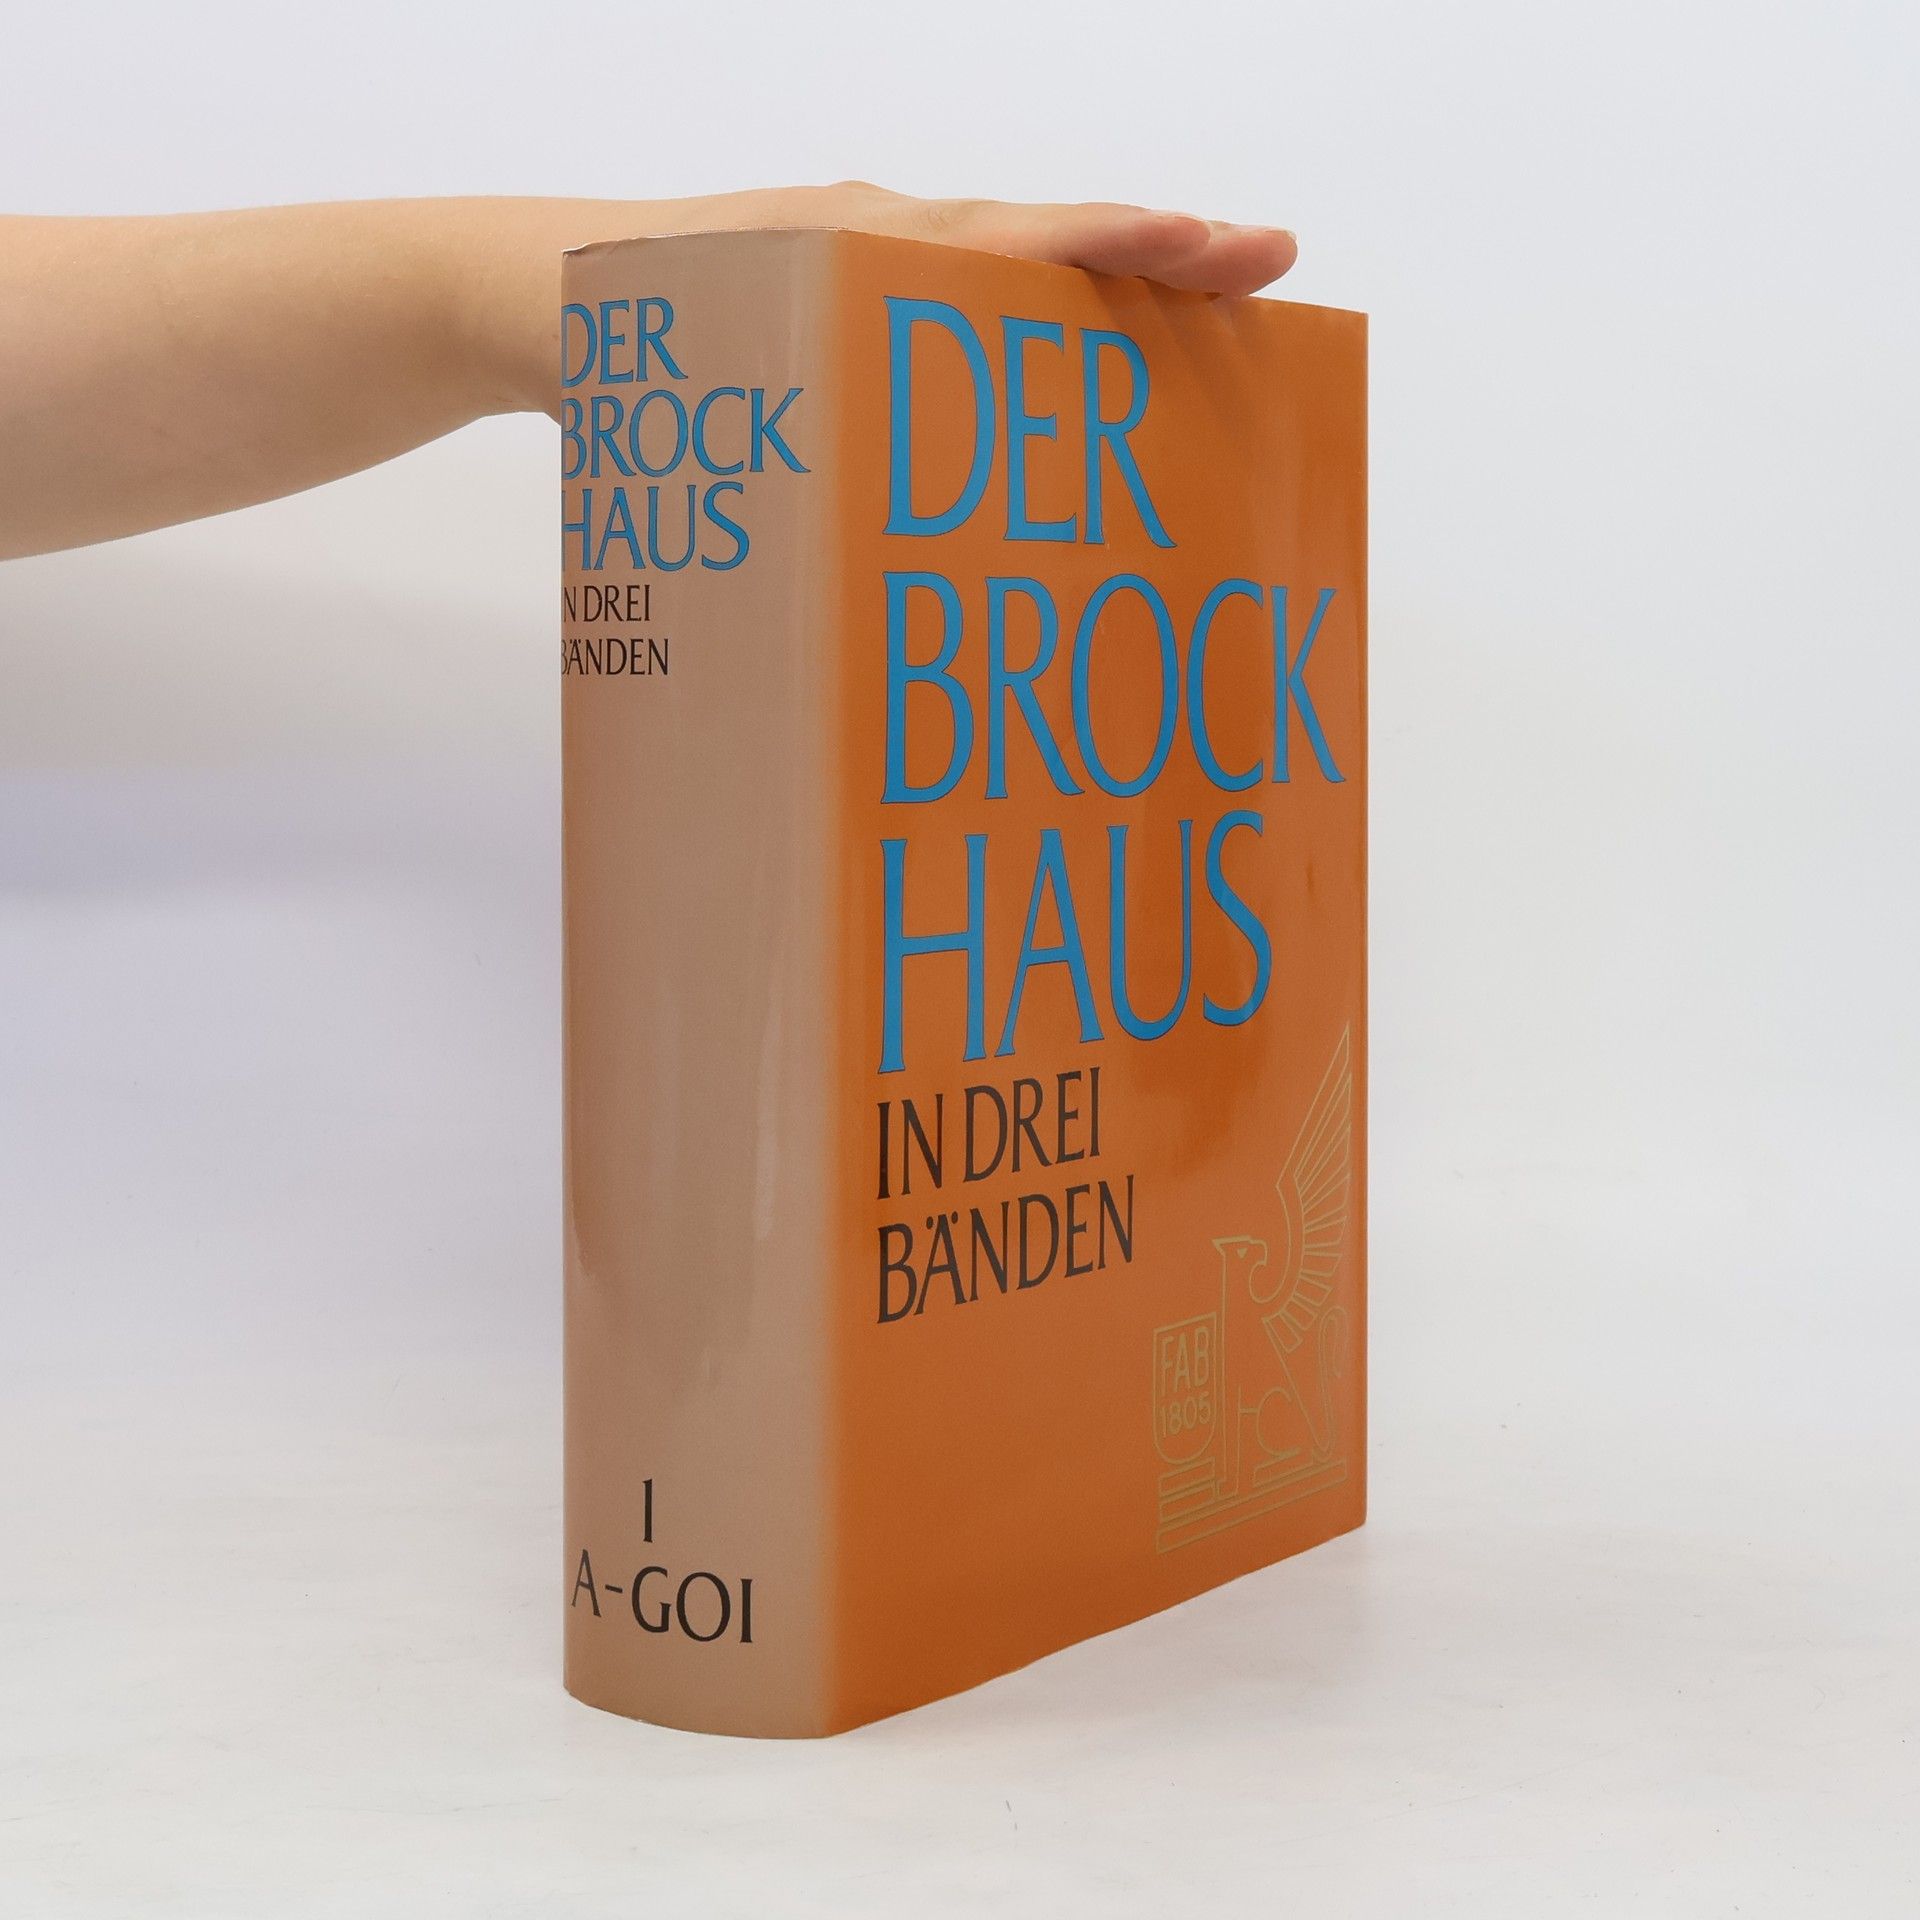 DER
BROCK
HAUS
IN DREI
BÄNDEN
I
A-GOI
DER
BROCK
HAUS
IN DREI
BÄNDEN
FAB
1805